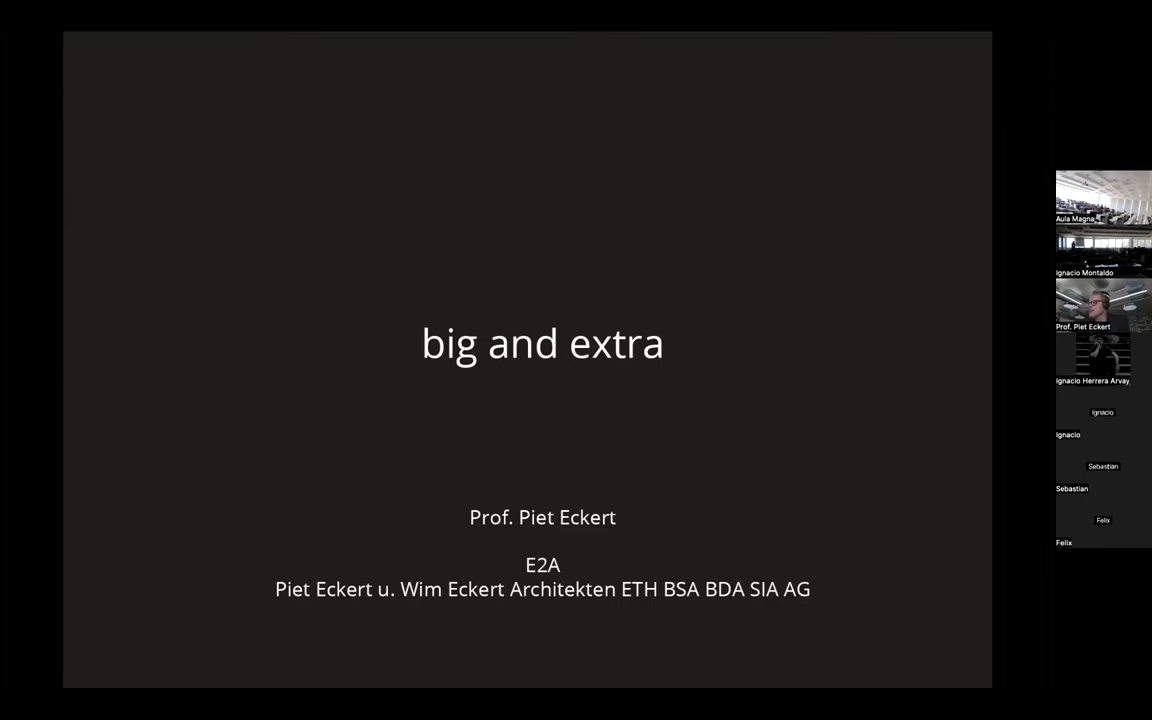 big and extra
Prof. Piet Eckert
E2A
Piet Eckert u. Wim Eckert Architekten ETH BSA BDA SIA AG
Aula Magna
Ignacio Montaldo
Prof. Piet Eckert
Ignacio Herrera Arvay
Ignacio
Ignacio
Sebastian
Sebastian
Felix
Felix